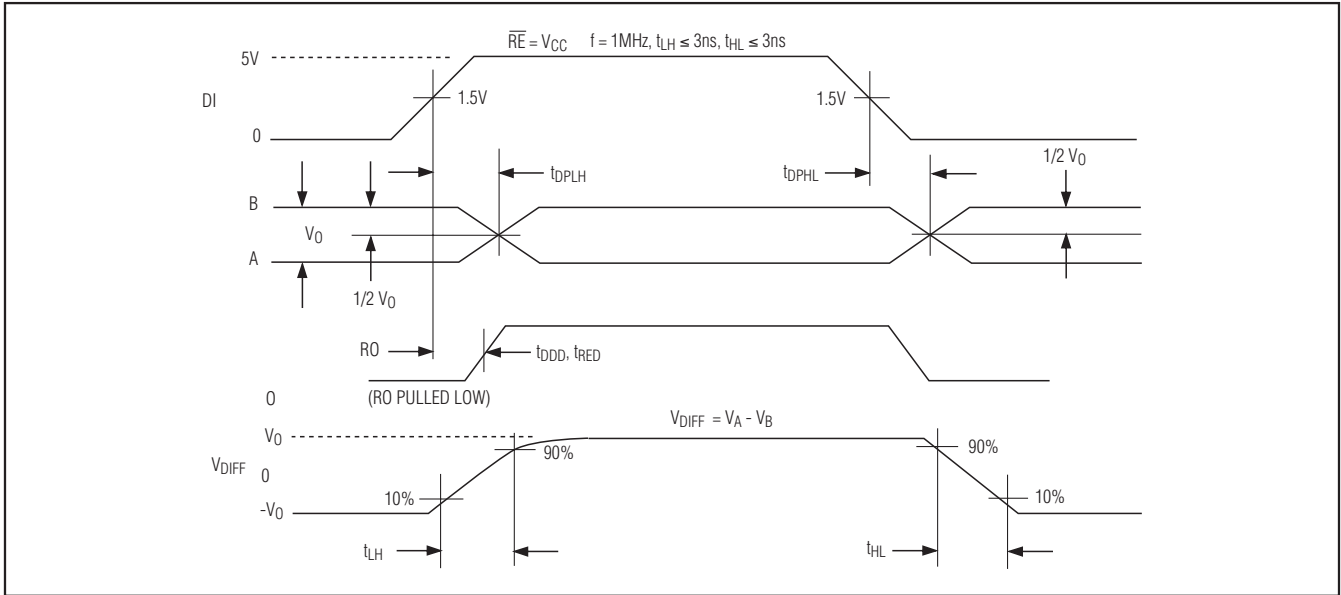 R̅E̅ = VCC f = 1MHz, tLH ≤ 3ns, tHL ≤ 3ns
5V
DI
1.5V
1.5V
0
1/2 VO
tDPLH
tDPHL
B
VO
A
1/2 VO
RO
tDDD, tRED
0
(RO PULLED LOW)
VDIFF = VA - VB
VO
90%
90%
VDIFF
0
10%
10%
-VO
tLH
tHL